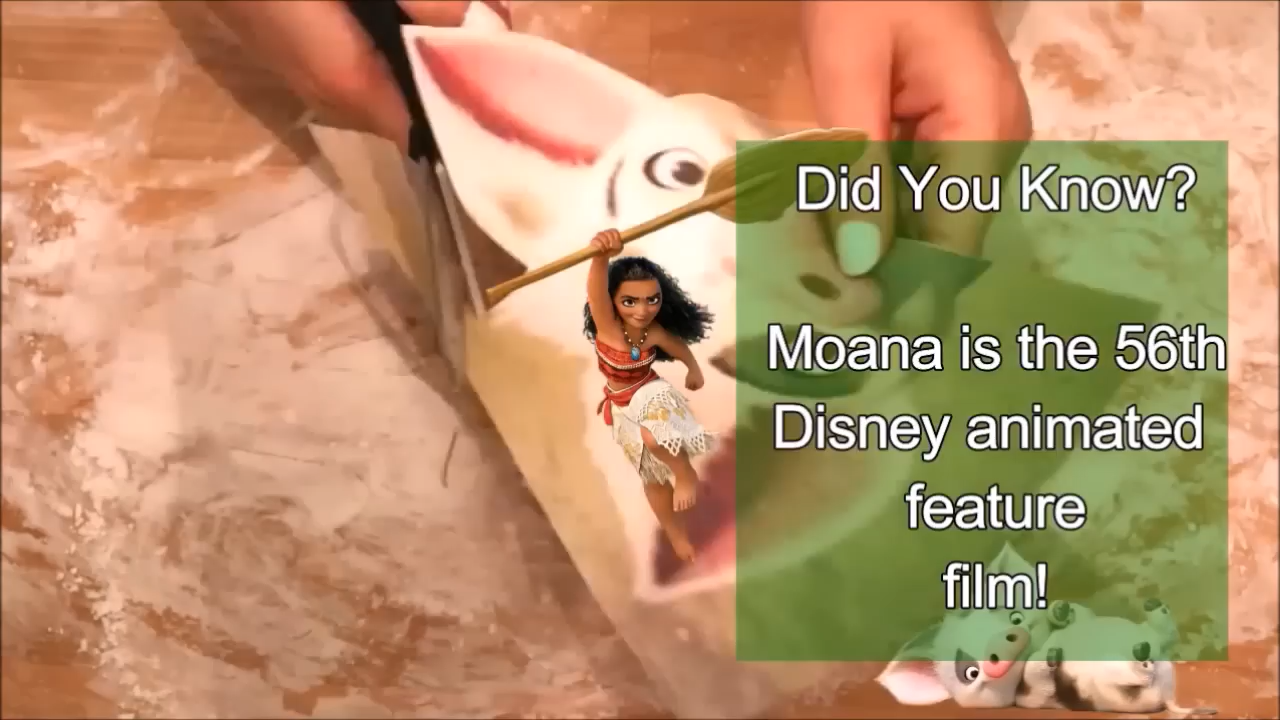 Did You Know?
Moana is the 56th
Disney animated
feature
film!